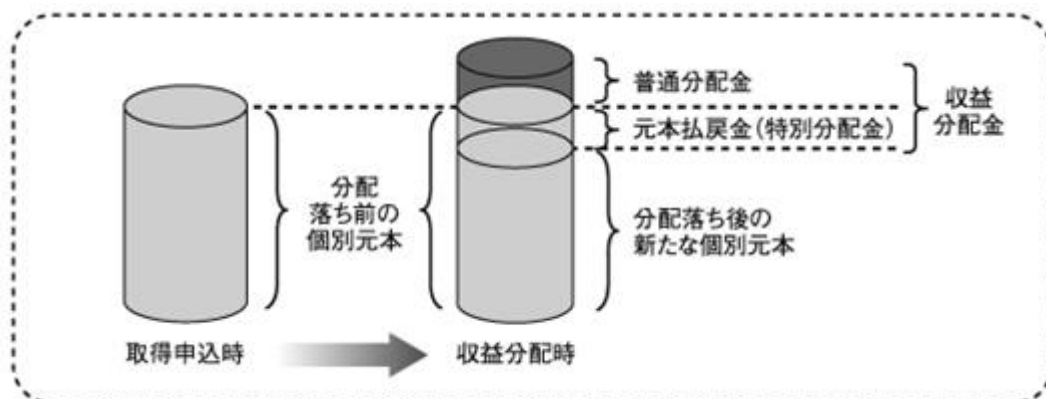 普通分配金
元本払戻金(特別分配金)
収益
分配金
分配
落ち前の
個別元本
分配落ち後の
新たな個別元本
取得申込時
収益分配時